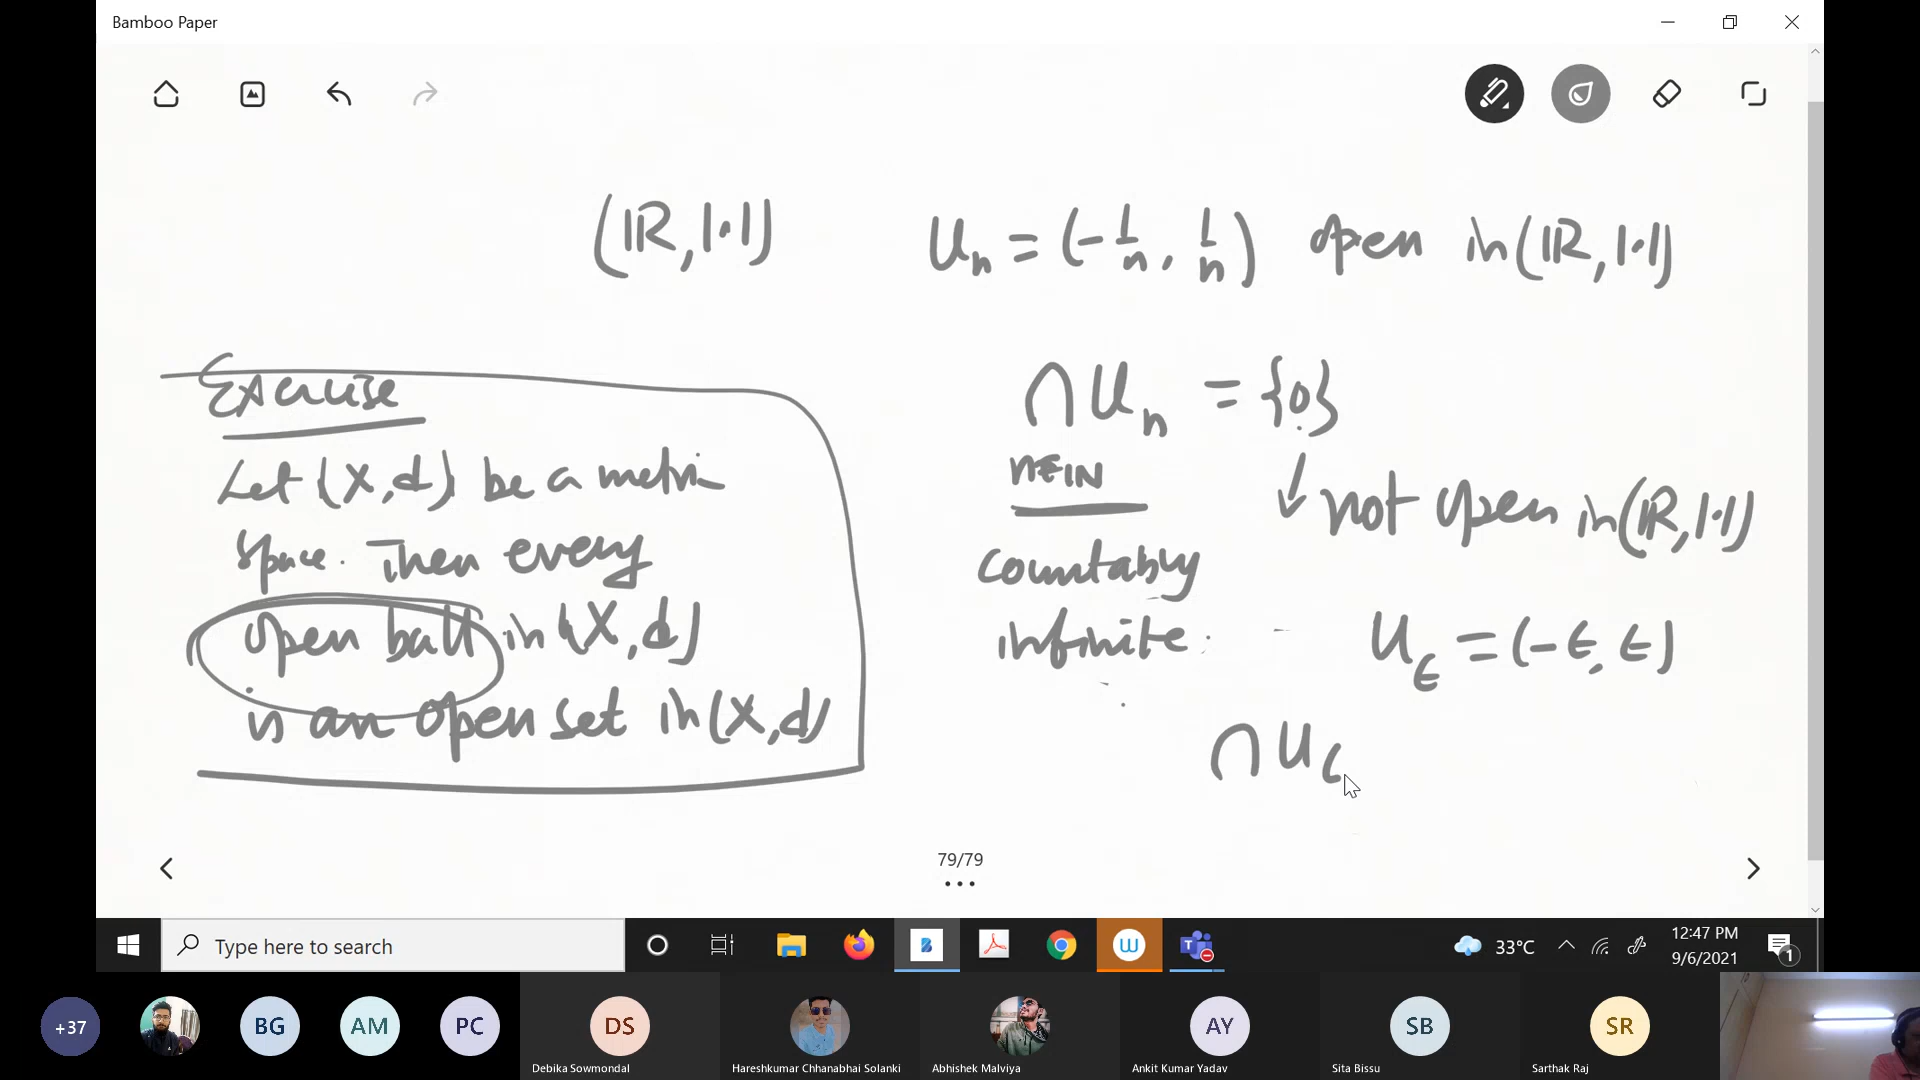 Bamboo Paper
(ℝ, |·|)
Uₙ = (-1/n, 1/n) open in (ℝ, |·|)
Exercise
Let (X,d) be a metric
space. Then every
open ball in (X,d)
is an open set in (X,d)
∩Uₙ = {0}
n∈ℕ
↓ not open in (ℝ, |·|)
countably
infinite.
U_ϵ = (-ϵ, ϵ)
∩ U
79/79
Type here to search
33°C
12:47 PM
9/6/2021
1
+37
BG
AM
PC
DS
AY
SB
SR
Debika Sowmondal
Hareshkumar Chhanabhai Solanki
Abhishek Malviya
Ankit Kumar Yadav
Sita Bissu
Sarthak Raj